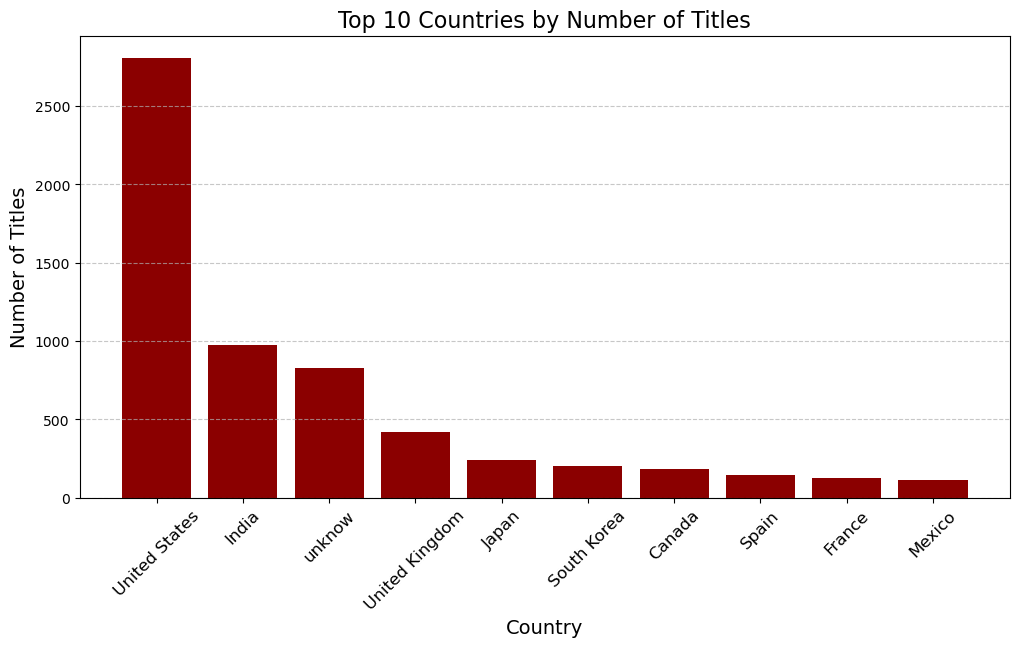 Top 10 Countries by Number of Titles
Number of Titles
2500
2000
1500
1000
500
0
United States
India
unknow
United Kingdom
Japan
South Korea
Canada
Spain
France
Mexico
Country